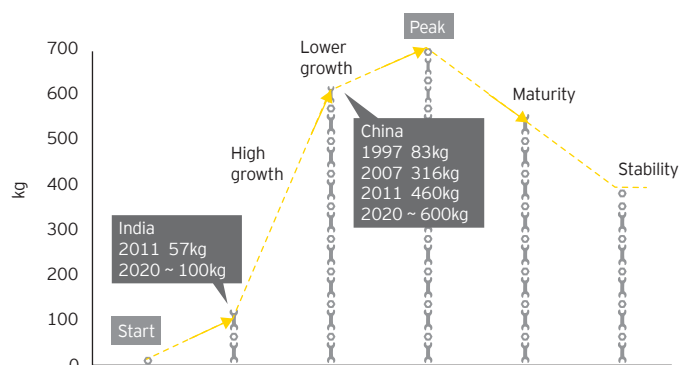 700
600
500
400
300
200
100
0
kg
Start
India
2011 57kg
2020 ~ 100kg
High
growth
Lower
growth
China
1997 83kg
2007 316kg
2011 460kg
2020 ~ 600kg
Peak
Maturity
Stability